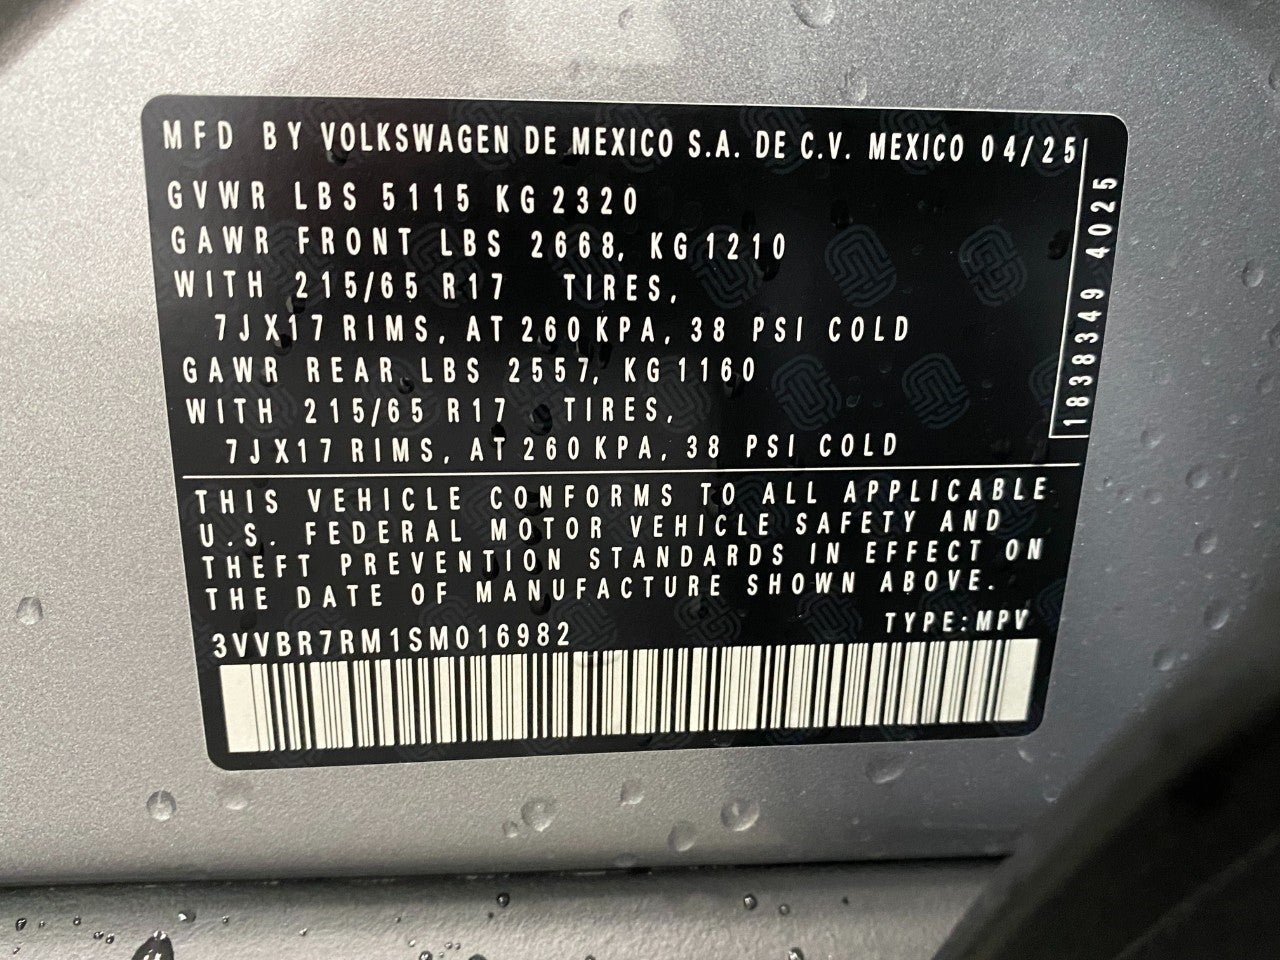 MFD BY VOLKSWAGEN DE MEXICO S.A. DE C.V. MEXICO 04/25
GVWR LBS 5115 KG 2320
GAWR FRONT LBS 2668, KG 1210
WITH 215/65 R17 TIRES,
7JX17 RIMS, AT 260 KPA, 38 PSI COLD
GAWR REAR LBS 2557, KG 1160
WITH 215/65 R17 TIRES,
7JX17 RIMS, AT 260 KPA, 38 PSI COLD
1838349 4025
THIS VEHICLE CONFORMS TO ALL APPLICABLE
U.S. FEDERAL MOTOR VEHICLE SAFETY AND
THEFT PREVENTION STANDARDS IN EFFECT ON
THE DATE OF MANUFACTURE SHOWN ABOVE.
3VVBR7RM1SM016982 TYPE: MPV